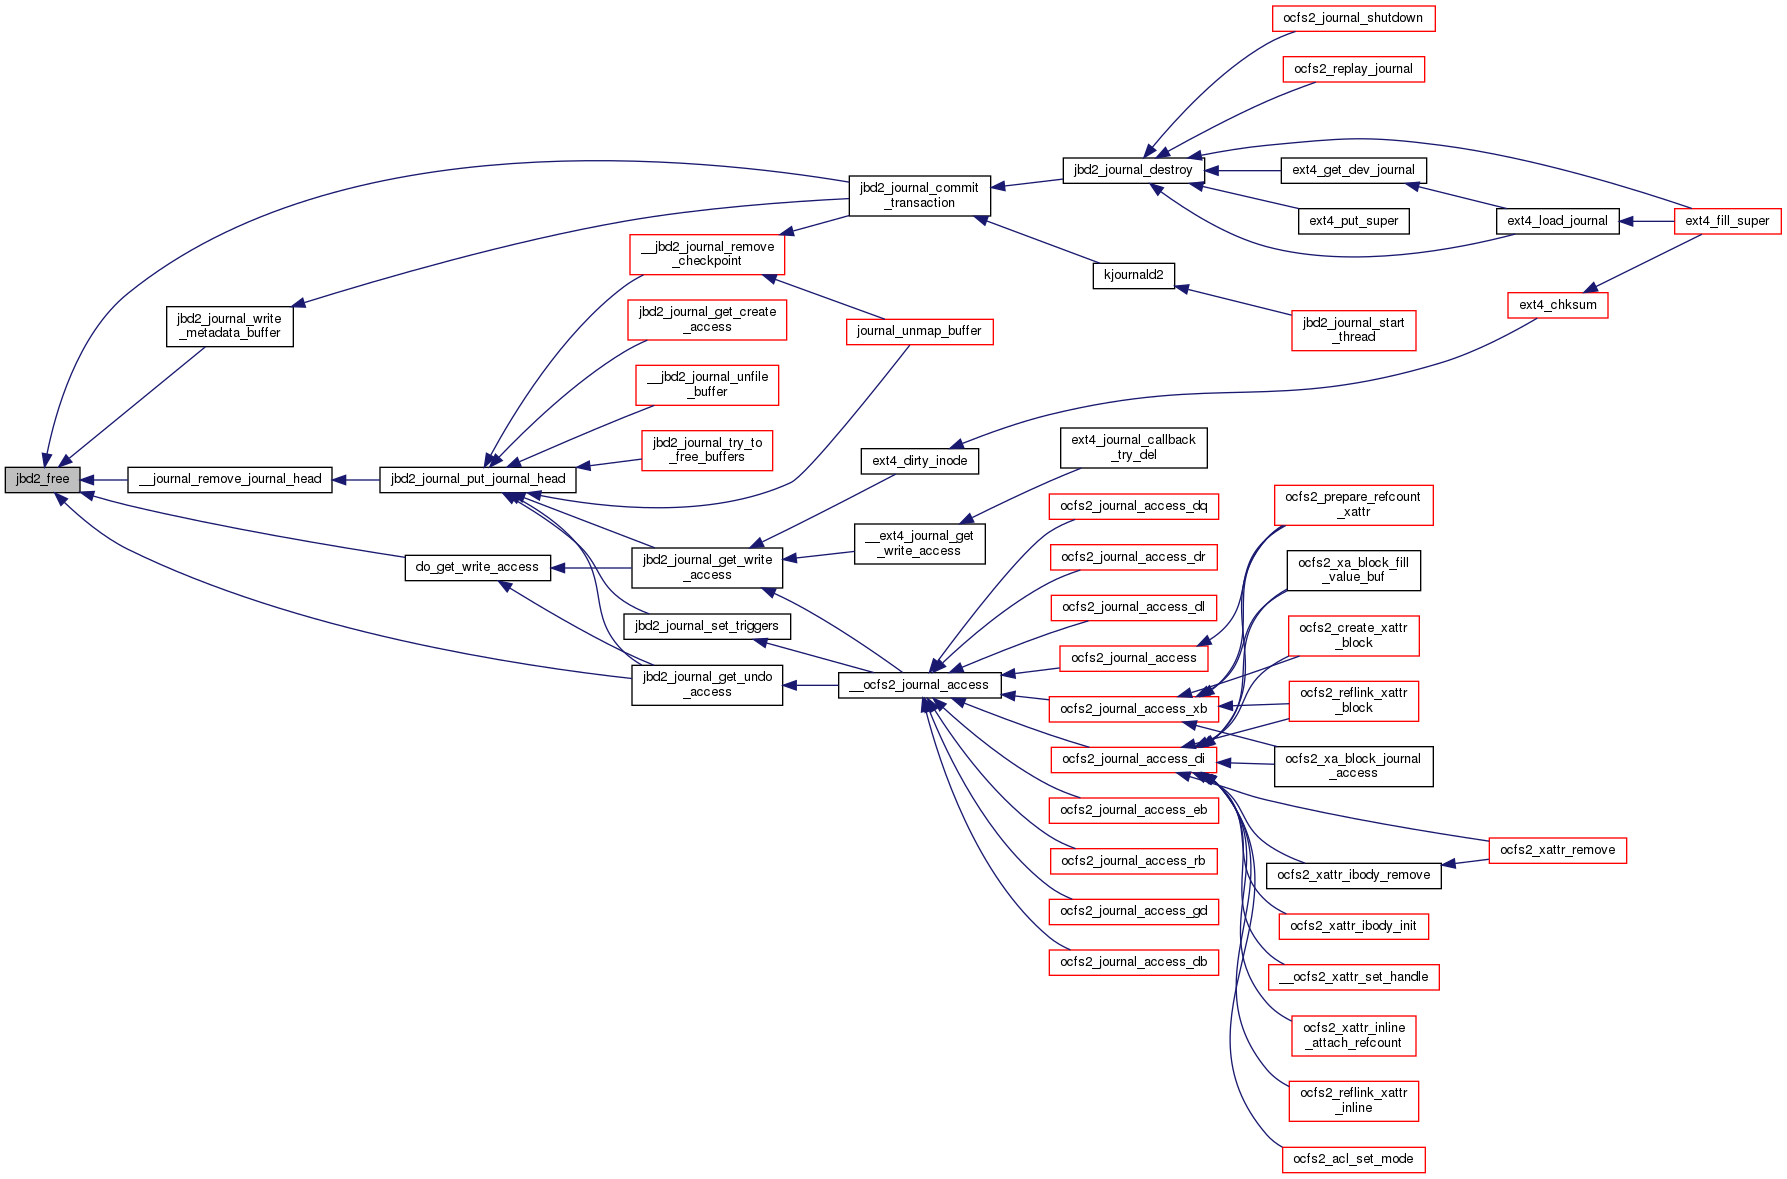 ocfs2_journal_shutdown
ocfs2_replay_journal
jbd2_journal_destroy
ext4_get_dev_journal
jbd2_journal_commit
_transaction
ext4_put_super
ext4_load_journal
ext4_fill_super
__jbd2_journal_remove
_checkpoint
kjournald2
jbd2_journal_write
_metadata_buffer
jbd2_journal_get_create
_access
journal_unmap_buffer
jbd2_journal_start
_thread
ext4_chksum
__jbd2_journal_unfile
_buffer
jbd2_journal_try_to
_free_buffers
ext4_dirty_inode
ext4_journal_callback
_try_del
jbd2_free
__journal_remove_journal_head
jbd2_journal_put_journal_head
ocfs2_journal_access_dq
ocfs2_prepare_refcount
_xattr
__ext4_journal_get
_write_access
do_get_write_access
jbd2_journal_get_write
_access
ocfs2_journal_access_dr
ocfs2_xa_block_fill
_value_buf
ocfs2_journal_access_dl
jbd2_journal_set_triggers
ocfs2_create_xattr
_block
ocfs2_journal_access
jbd2_journal_get_undo
_access
__ocfs2_journal_access
ocfs2_journal_access_xb
ocfs2_reflink_xattr
_block
ocfs2_journal_access_di
ocfs2_xa_block_journal
_access
ocfs2_journal_access_eb
ocfs2_journal_access_rb
ocfs2_xattr_remove
ocfs2_xattr_ibody_remove
ocfs2_journal_access_gd
ocfs2_xattr_ibody_init
ocfs2_journal_access_db
__ocfs2_xattr_set_handle
ocfs2_xattr_inline
_attach_refcount
ocfs2_reflink_xattr
_inline
ocfs2_acl_set_mode